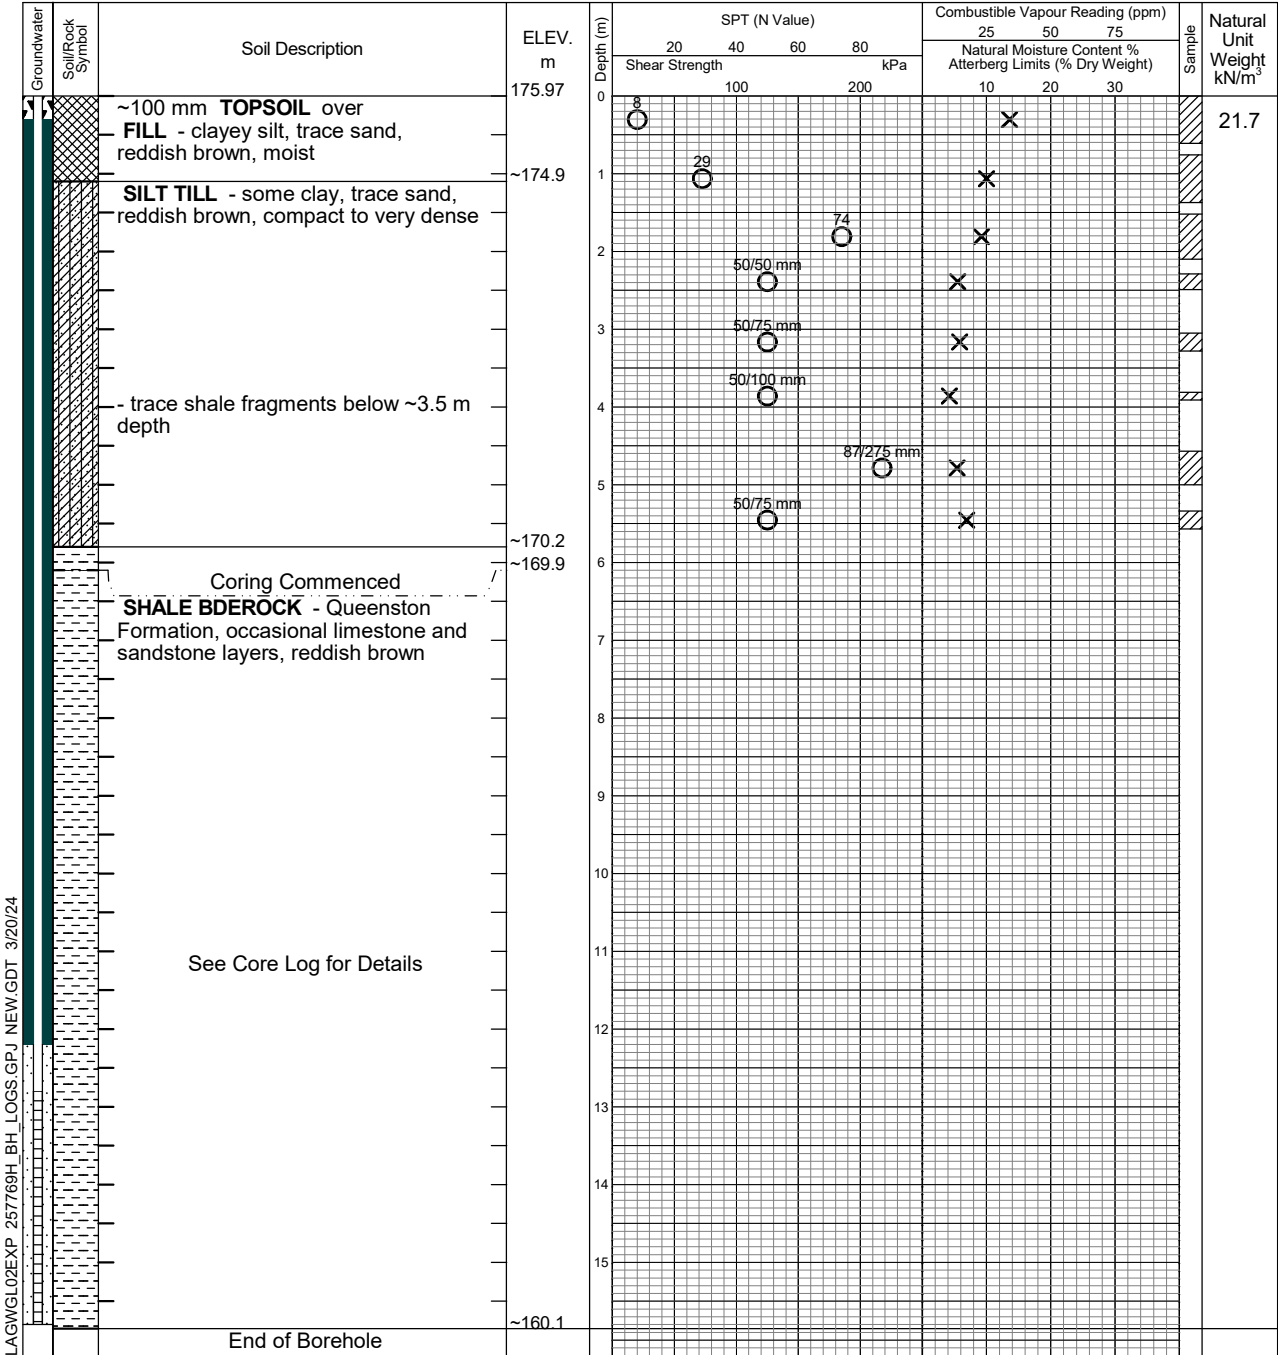 Groundwater
Soil/Rock
Symbol
Soil Description
ELEV.
m
Depth (m)
SPT (N Value)
20 40 60 80
Shear Strength kPa
100 200
Combustible Vapour Reading (ppm)
25 50 75
Natural Moisture Content %
Atterberg Limits (% Dry Weight)
10 20 30
Sample
Natural
Unit
Weight
kN/m³
175.97
0
~100 mm TOPSOIL over
FILL - clayey silt, trace sand,
reddish brown, moist
8
21.7
~174.9
1
29
SILT TILL - some clay, trace sand,
reddish brown, compact to very dense
74
2
50/50 mm
3
50/75 mm
50/100 mm
- trace shale fragments below ~3.5 m
depth
4
87/275 mm
5
50/75 mm
~170.2
~169.9
6
Coring Commenced
SHALE BDEROCK - Queenston
Formation, occasional limestone and
sandstone layers, reddish brown
7
8
9
10
11
See Core Log for Details
12
13
14
15
~160.1
End of Borehole
LAGWGL02EXP 257769H_BH_LOGS.GPJ NEW.GDT 3/20/24